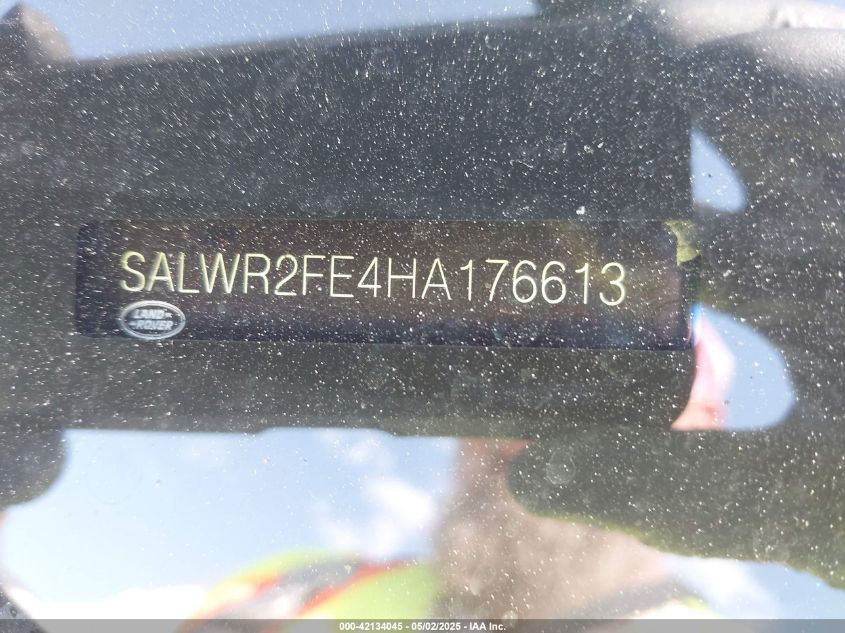 SALWR2FE4HA176613
LAND-
-ROVER
000-42134045 - 05/02/2025 - IAA Inc.